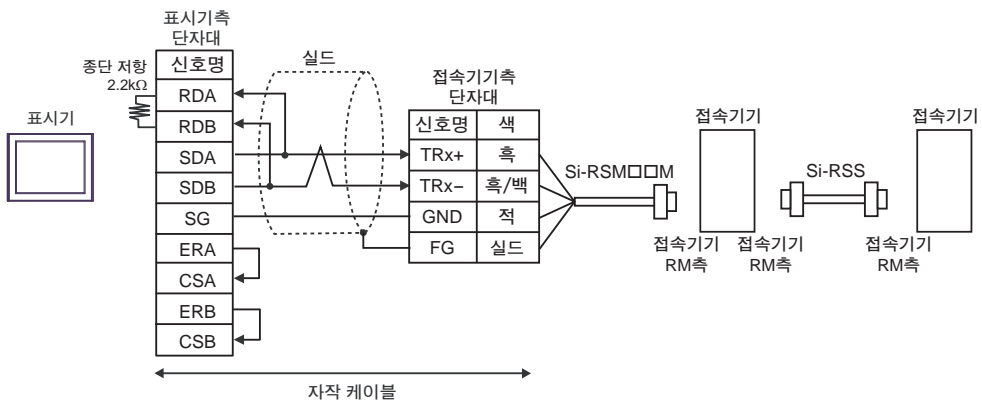 표시기
종단 저항
2.2kΩ
표시기측
단자대
신호명
RDA
RDB
SDA
SDB
SG
ERA
CSA
ERB
CSB
실드
접속기기측
단자대
신호명 색
TRx+ 흑
TRx− 흑/백
GND 적
FG 실드
자작 케이블
Si-RSM□□M
접속기기
접속기기
RM측
Si-RSS
접속기기
RM측
접속기기
접속기기
RM측